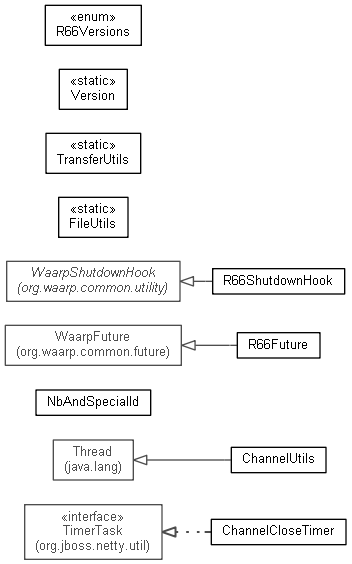 «enum»
R66Versions
«static»
Version
«static»
TransferUtils
«static»
FileUtils
WaarpShutdownHook
(org.waarp.common.utility)
R66ShutdownHook
WaarpFuture
(org.waarp.common.future)
R66Future
NbAndSpecialId
Thread
(java.lang)
ChannelUtils
«interface»
TimerTask
(org.jboss.netty.util)
ChannelCloseTimer